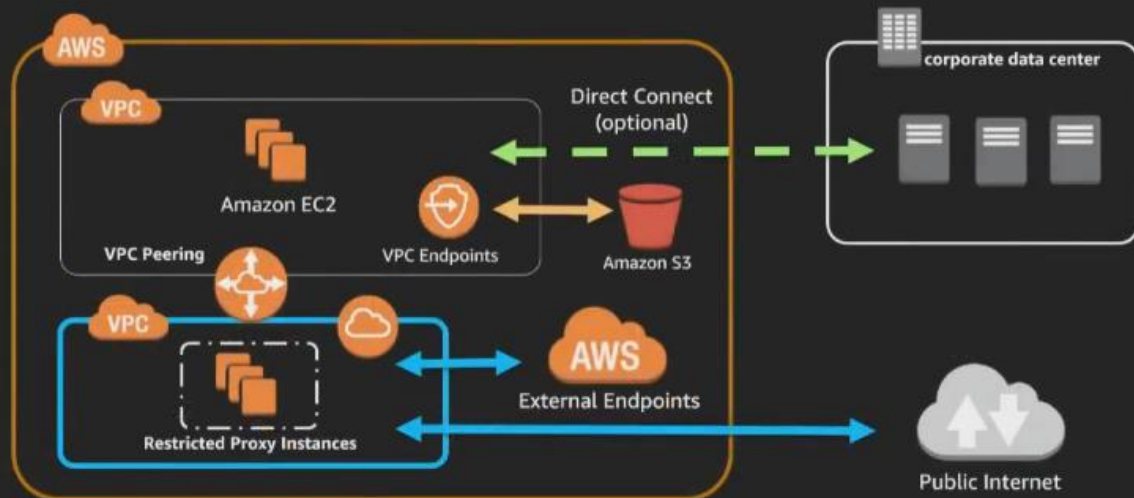 AWS
corporate data center
VPC
Direct Connect
(optional)
Amazon EC2
VPC Peering
VPC Endpoints
Amazon S3
VPC
AWS
External Endpoints
Restricted Proxy Instances
Public Internet